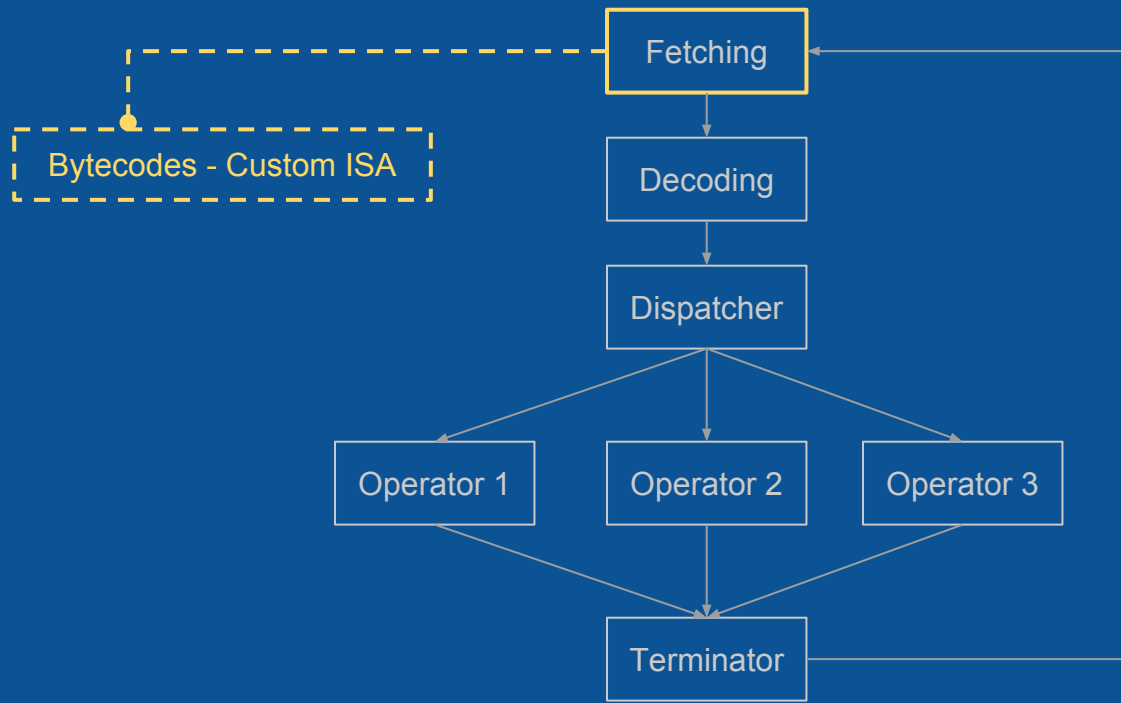 Fetching
Bytecodes - Custom ISA
Decoding
Dispatcher
Operator 1
Operator 2
Operator 3
Terminator